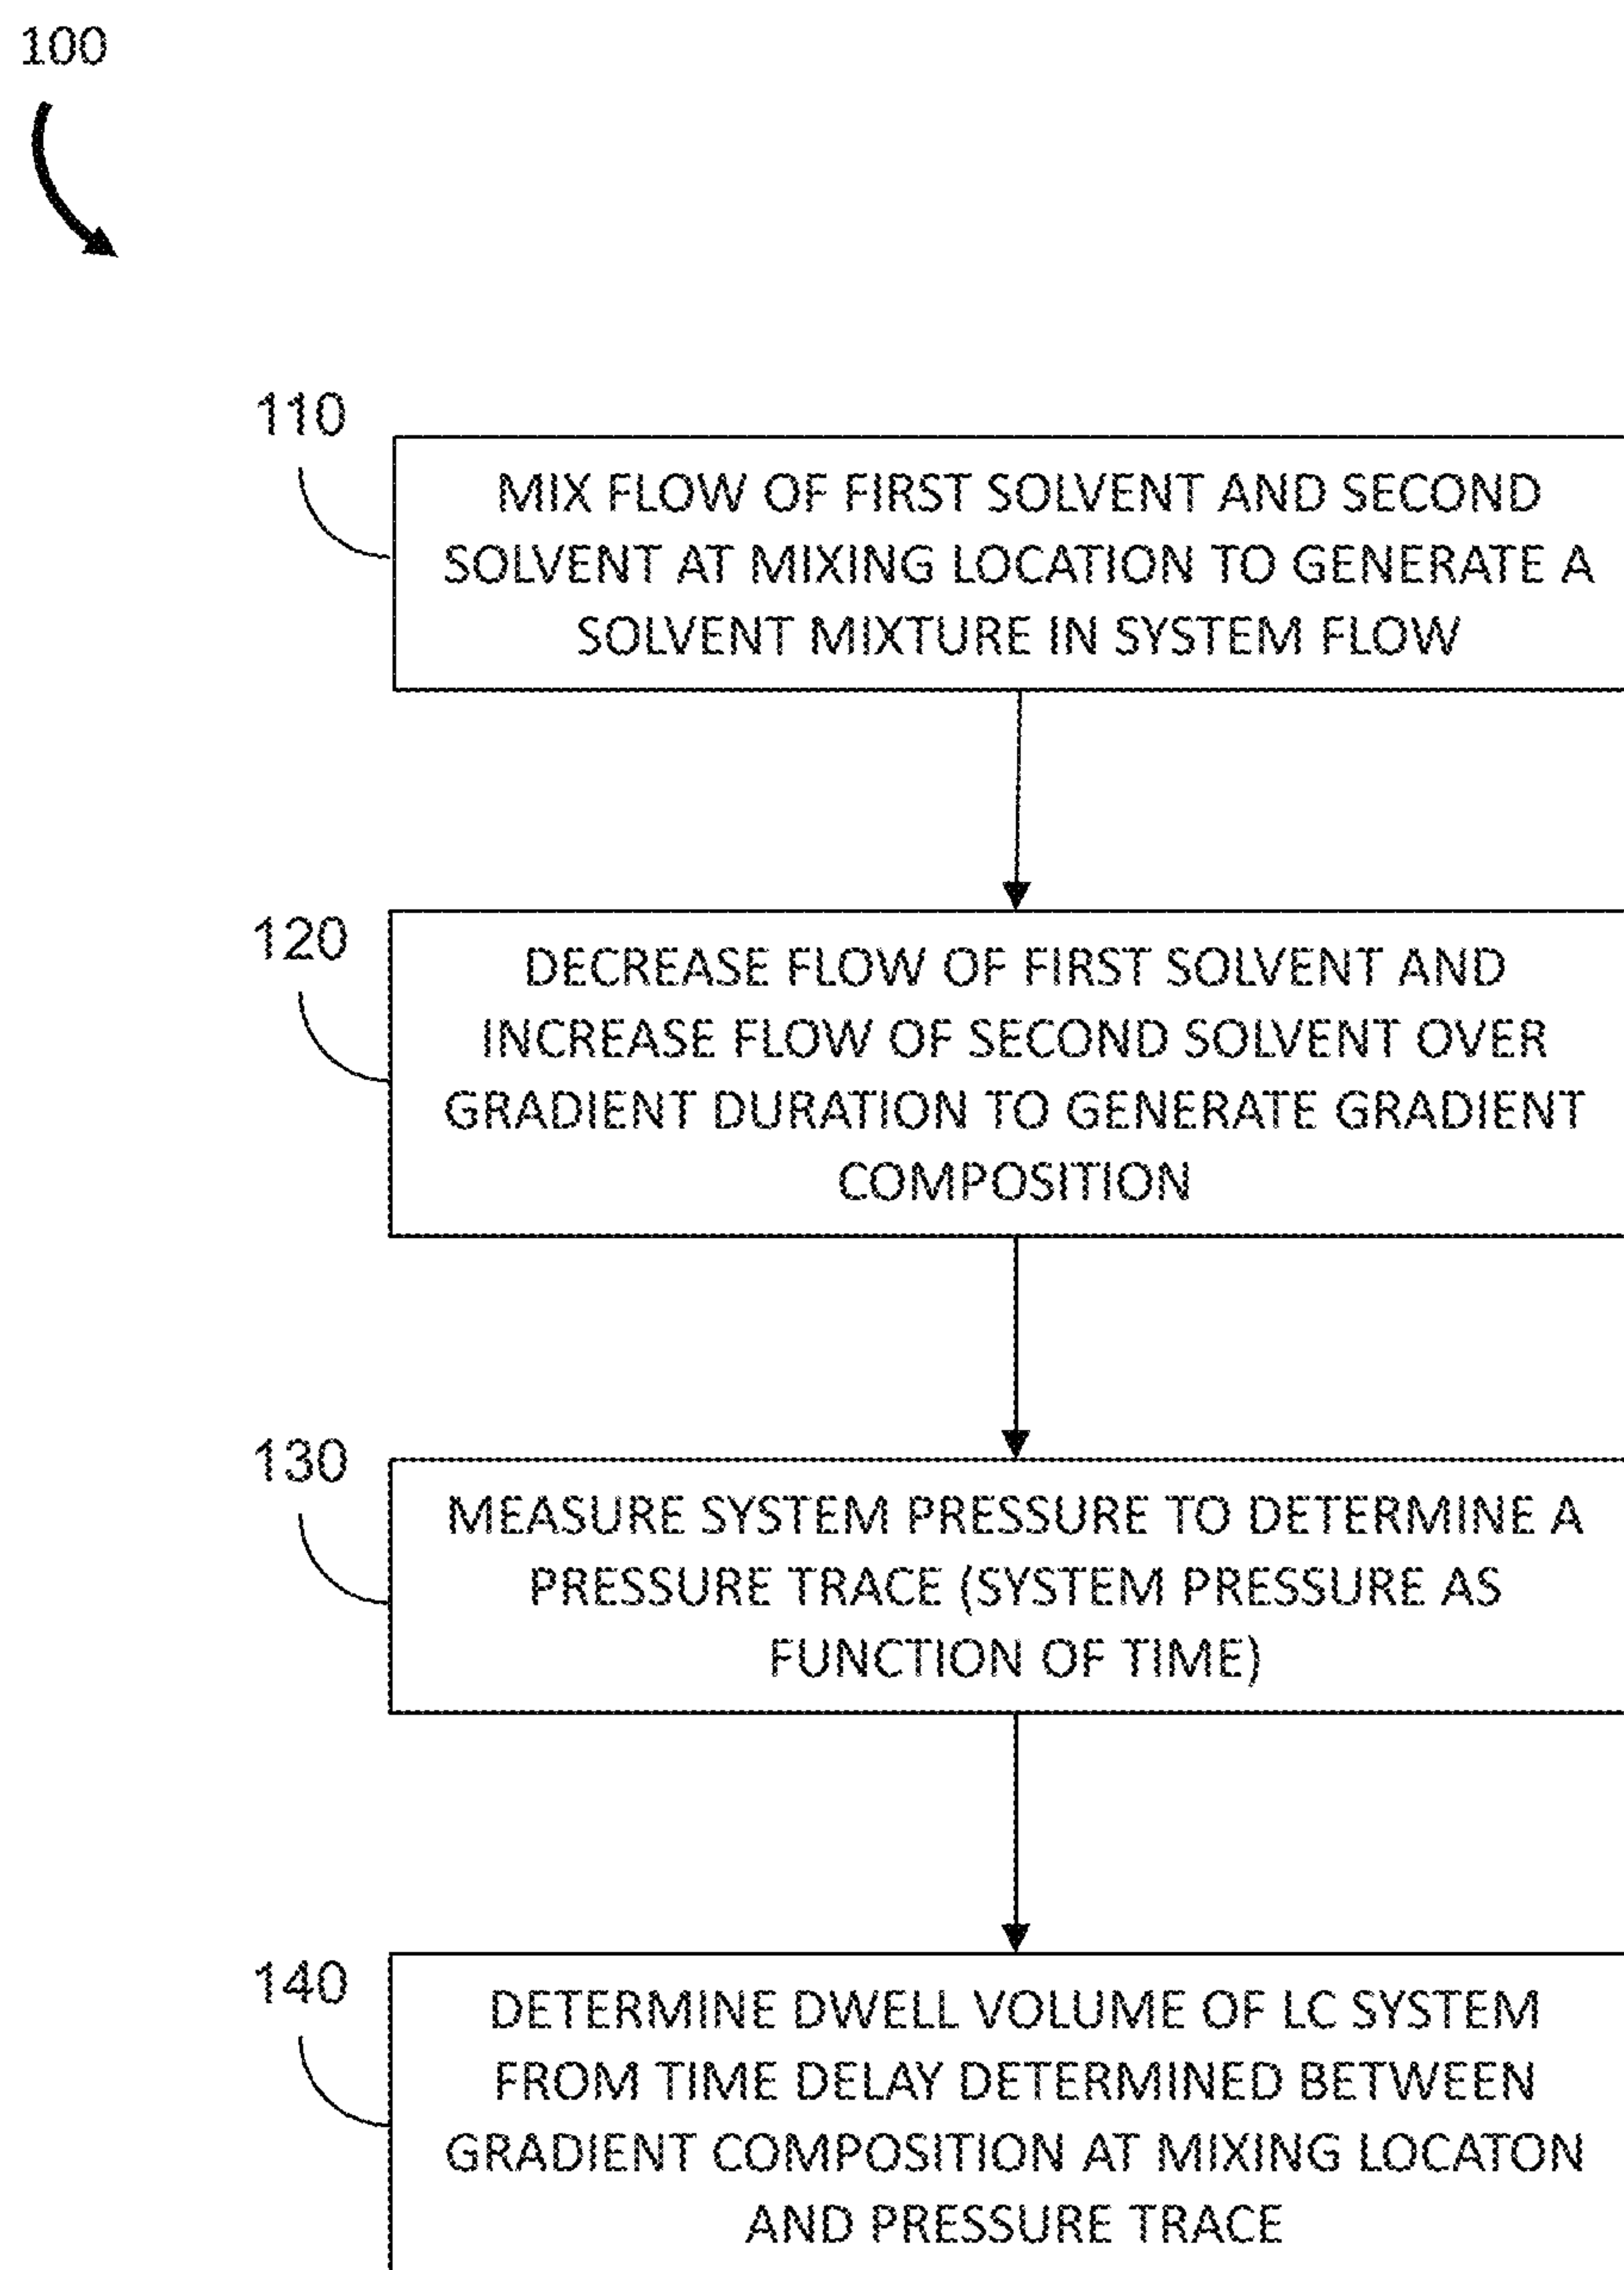 100
110
MIX FLOW OF FIRST SOLVENT AND SECOND
SOLVENT AT MIXING LOCATION TO GENERATE A
SOLVENT MIXTURE IN SYSTEM FLOW
120
DECREASE FLOW OF FIRST SOLVENT AND
INCREASE FLOW OF SECOND SOLVENT OVER
GRADIENT DURATION TO GENERATE GRADIENT
COMPOSITION
130
MEASURE SYSTEM PRESSURE TO DETERMINE A
PRESSURE TRACE (SYSTEM PRESSURE AS
FUNCTION OF TIME)
140
DETERMINE DWELL VOLUME OF LC SYSTEM
FROM TIME DELAY DETERMINED BETWEEN
GRADIENT COMPOSITION AT MIXING LOCATON
AND PRESSURE TRACE